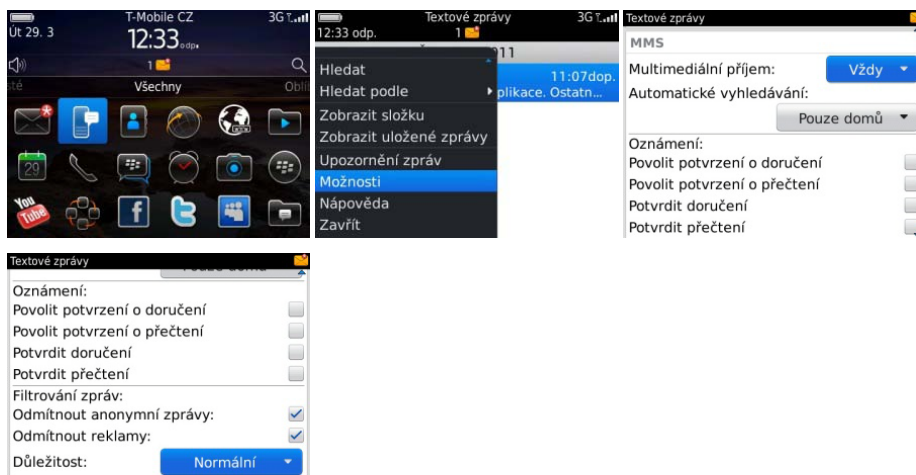 T-Mobile CZ
3G
Út 29. 3
12:33 odp.
1
Všechny
Oblí
29
You
Tube
Textové zprávy
3G
12:33 odp.
1
011
Hledat
11:07dop.
Hledat podle
plikace. Ostatn...
Zobrazit složku
Zobrazit uložené zprávy
Upozornění zpráv
Možnosti
Nápověda
Zavřít
Textové zprávy
MMS
Multimediální příjem:
Vždy
Automatické vyhledávání:
Pouze domů
Oznámení:
Povolit potvrzení o doručení
Povolit potvrzení o přečtení
Potvrdit doručení
Potvrdit přečtení
Textové zprávy
Oznámení:
Povolit potvrzení o doručení
Povolit potvrzení o přečtení
Potvrdit doručení
Potvrdit přečtení
Filtrování zpráv:
Odmítnout anonymní zprávy:
Odmítnout reklamy:
Důležitost:
Normální